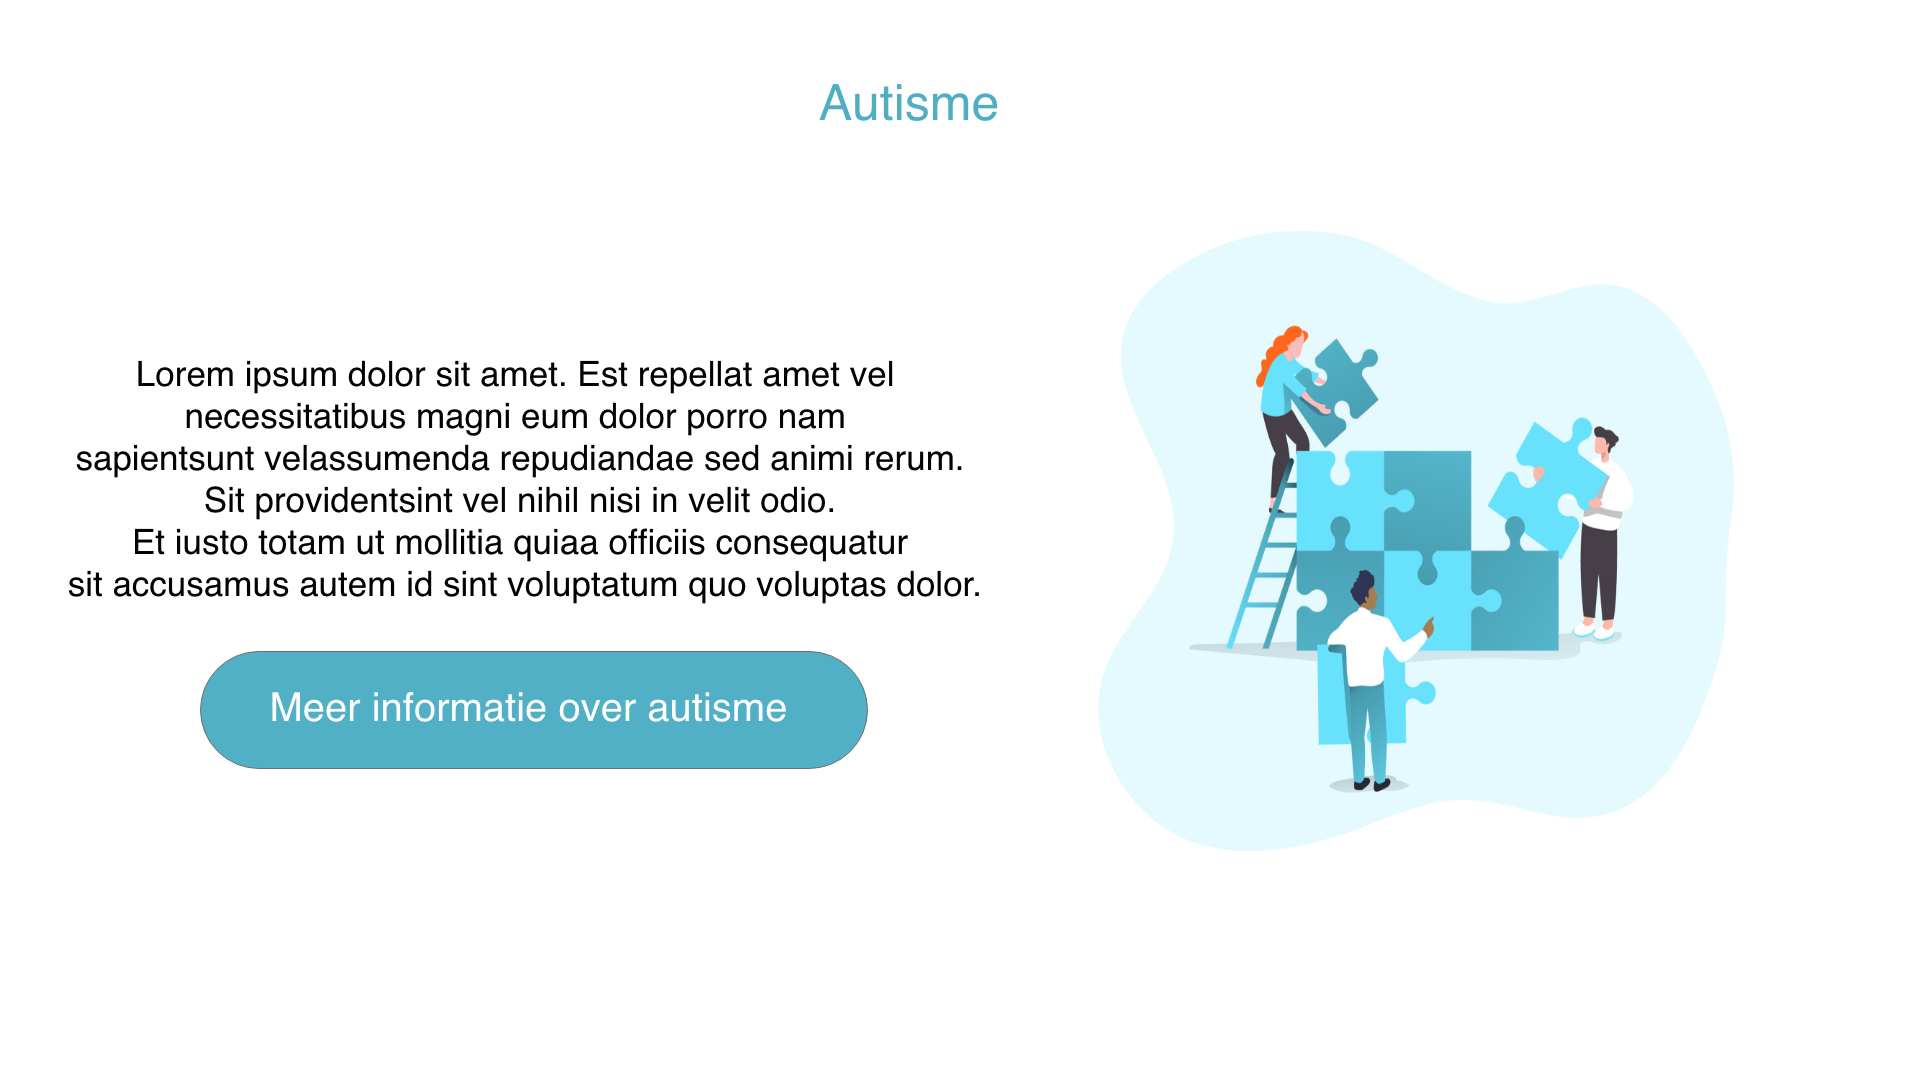 Autisme
Lorem ipsum dolor sit amet. Est repellat amet vel
necessitatibus magni eum dolor porro nam
sapientsunt velassumenda repudiandae sed animi rerum.
Sit providentsint vel nihil nisi in velit odio.
Et iusto totam ut mollitia quiaa officiis consequatur
sit accusamus autem id sint voluptatum quo voluptas dolor.
Meer informatie over autisme